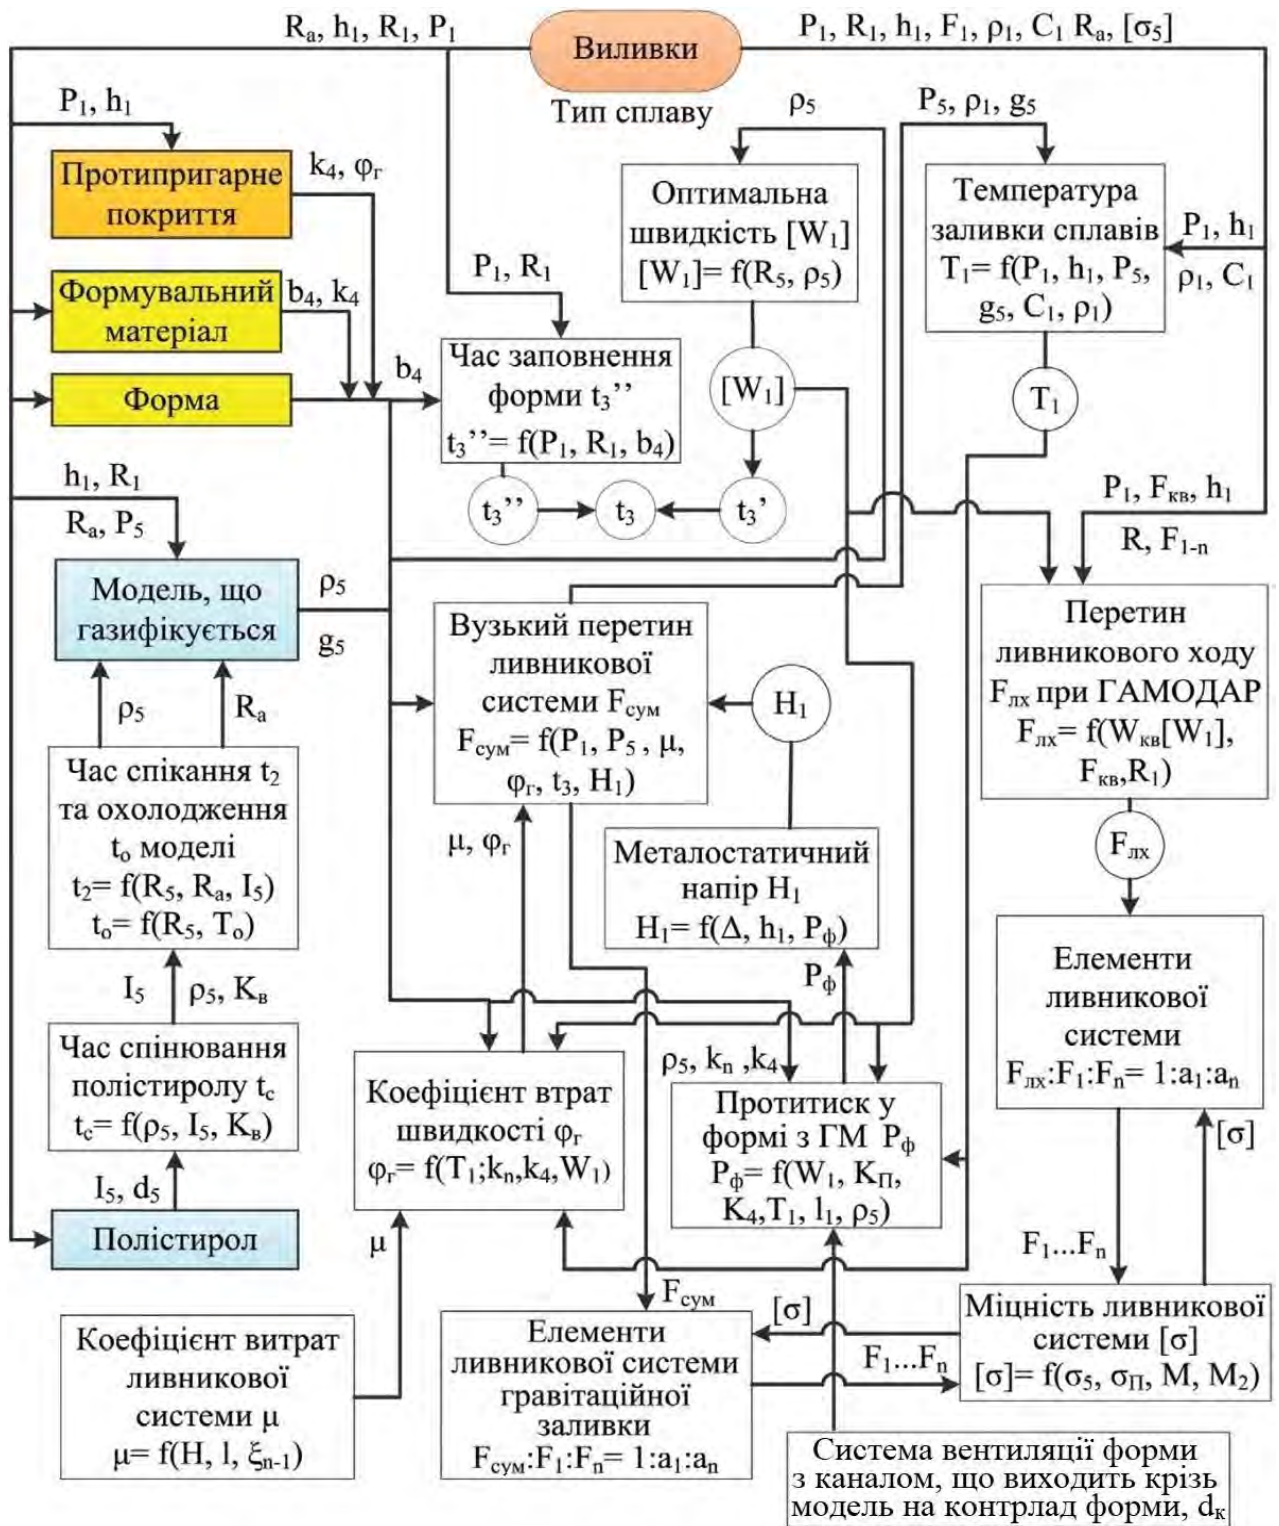 Rₐ, h₁, R₁, P₁
Виливки
P₁, R₁, h₁, F₁, ρ₁, C₁ Rₐ, [σ₅]
Тип сплаву
P₁, h₁
Протипригарне
покриття
k₄, φг
ρ₅
Оптимальна
швидкість [W₁]
[W₁]= f(R₅, ρ₅)
P₅, ρ₁, g₅
Температура
заливки сплавів
T₁= f(P₁, h₁, P₅,
g₅, C₁, ρ₁)
P₁, h₁
ρ₁, C₁
Формувальний
матеріал
b₄, k₄
Форма
P₁, R₁
b₄
Час заповнення
форми t₃’’
t₃’’= f(P₁, R₁, b₄)
[W₁]
T₁
t₃’’
t₃
t₃’
h₁, R₁
Rₐ, P₅
P₁, Fкв, h₁
R, F₁₋ₙ
Модель, що
газифікується
ρ₅
g₅
Вузький перетин
ливникової
системи Fсум
Fсум= f(P₁, P₅ , μ,
φг, t₃, H₁)
H₁
Перетин
ливникового ходу
Fлх при ГАМОДАР
Fлх= f(Wкв[W₁],
Fкв,R₁)
ρ₅
Rₐ
Час спікання t₂
та охолодження
tₒ моделі
t₂= f(R₅, Rₐ, I₅)
tₒ= f(R₅, Tₒ)
μ, φг
Металостатичний
напір H₁
H₁= f(Δ, h₁, Pф)
Fлх
I₅
ρ₅, Kв
Pф
Елементи
ливникової
системи
Fлх:F₁:Fₙ= 1:a₁:aₙ
Час спінювання
полістиролу tс
tс= f(ρ₅, I₅, Kв)
Коефіцієнт втрат
швидкості φг
φг= f(T₁;kₙ,k₄,W₁)
ρ₅, kₙ ,k₄
Протитиск у
формі з ГМ Pф
Pф= f(W₁, KП,
K₄,T₁, l₁, ρ₅)
[σ]
I₅, d₅
Полістирол
μ
F₁...Fₙ
Fсум
[σ]
F₁...Fₙ
Міцність ливникової
системи [σ]
[σ]= f(σ₅, σП, M, M₂)
Коефіцієнт витрат
ливникової
системи μ
μ= f(H, l, ξₙ₋₁)
Елементи
ливникової системи
гравітаційної
заливки
Fсум:F₁:Fₙ= 1:a₁:aₙ
Система вентиляції форми
з каналом, що виходить крізь
модель на контрлад форми, dк